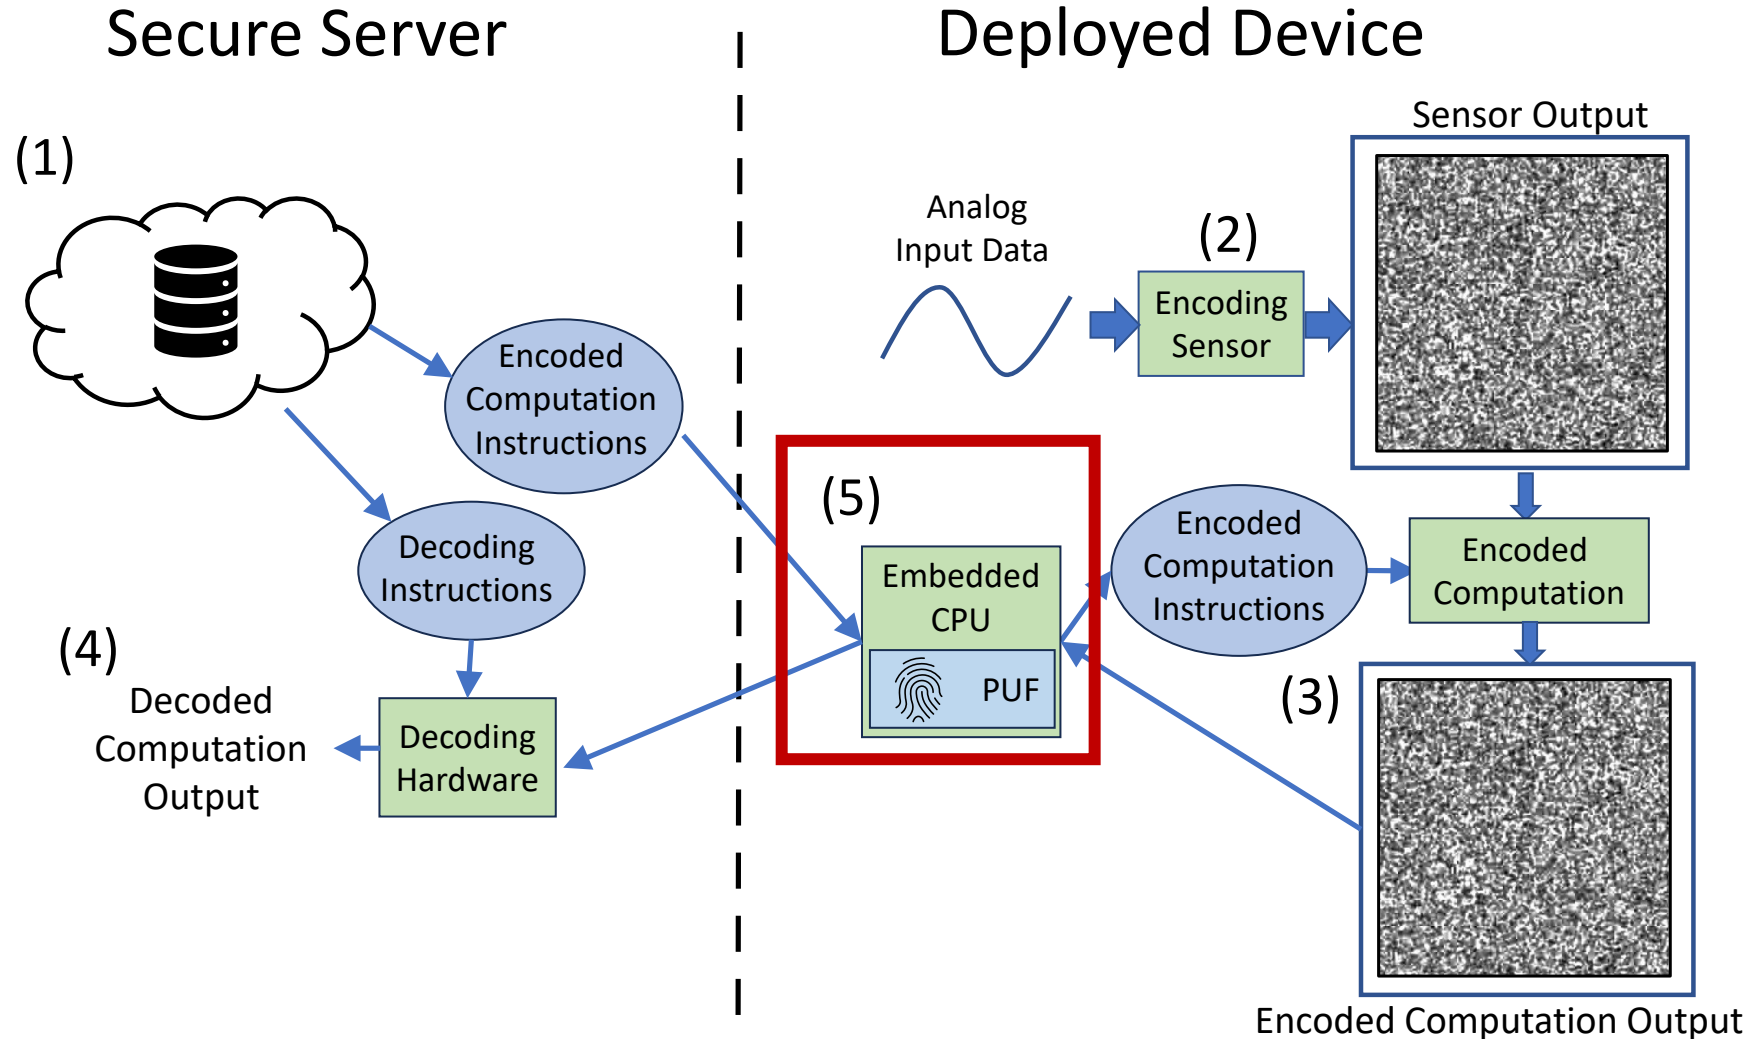 Secure Server
Deployed Device
(1)
Encoded
Computation
Instructions
Decoding
Instructions
(4)
Decoded
Computation
Output
Decoding
Hardware
Analog
Input Data
(2)
Encoding
Sensor
Sensor Output
(5)
Embedded
CPU
PUF
Encoded
Computation
Instructions
Encoded
Computation
(3)
Encoded Computation Output